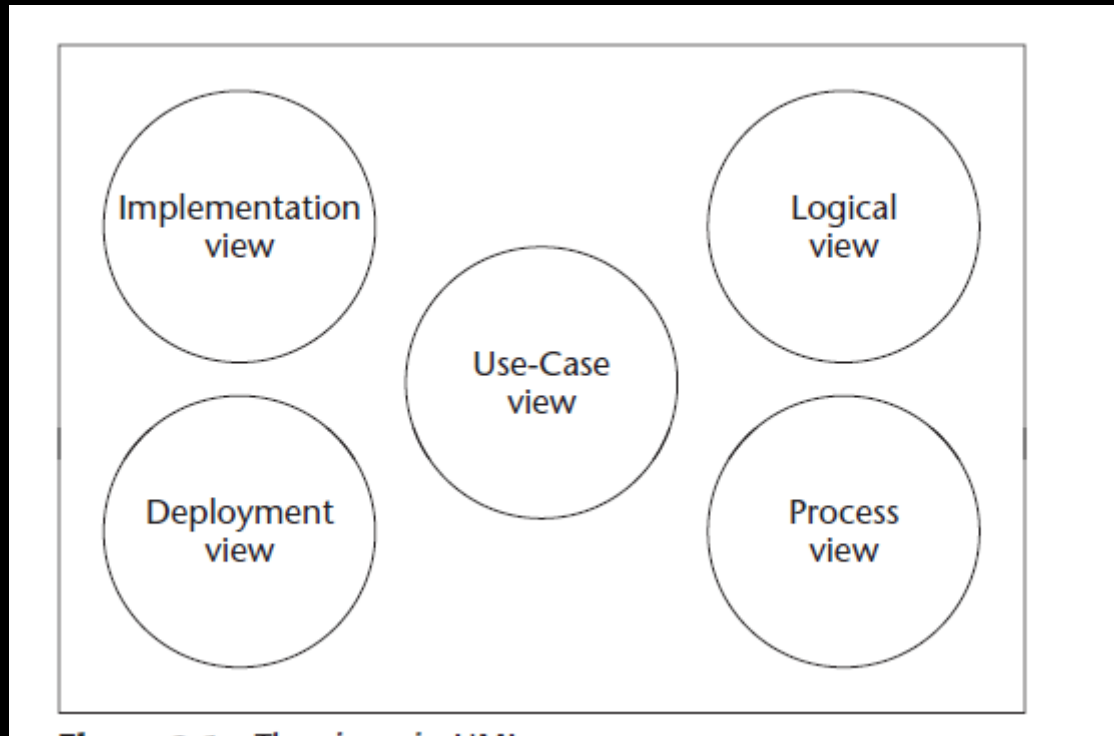 Implementation
view
Logical
view
Use-Case
view
Deployment
view
Process
view